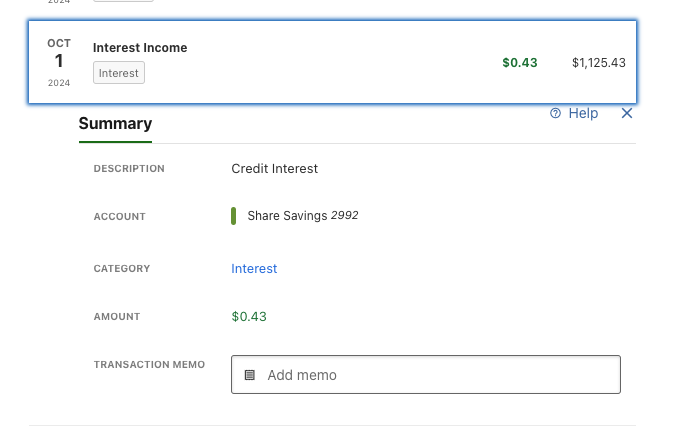 2024
OCT
1
2024
Interest Income
Interest
$0.43
$1,125.43
Help
Summary
DESCRIPTION
Credit Interest
ACCOUNT
Share Savings 2992
CATEGORY
Interest
AMOUNT
$0.43
TRANSACTION MEMO
Add memo